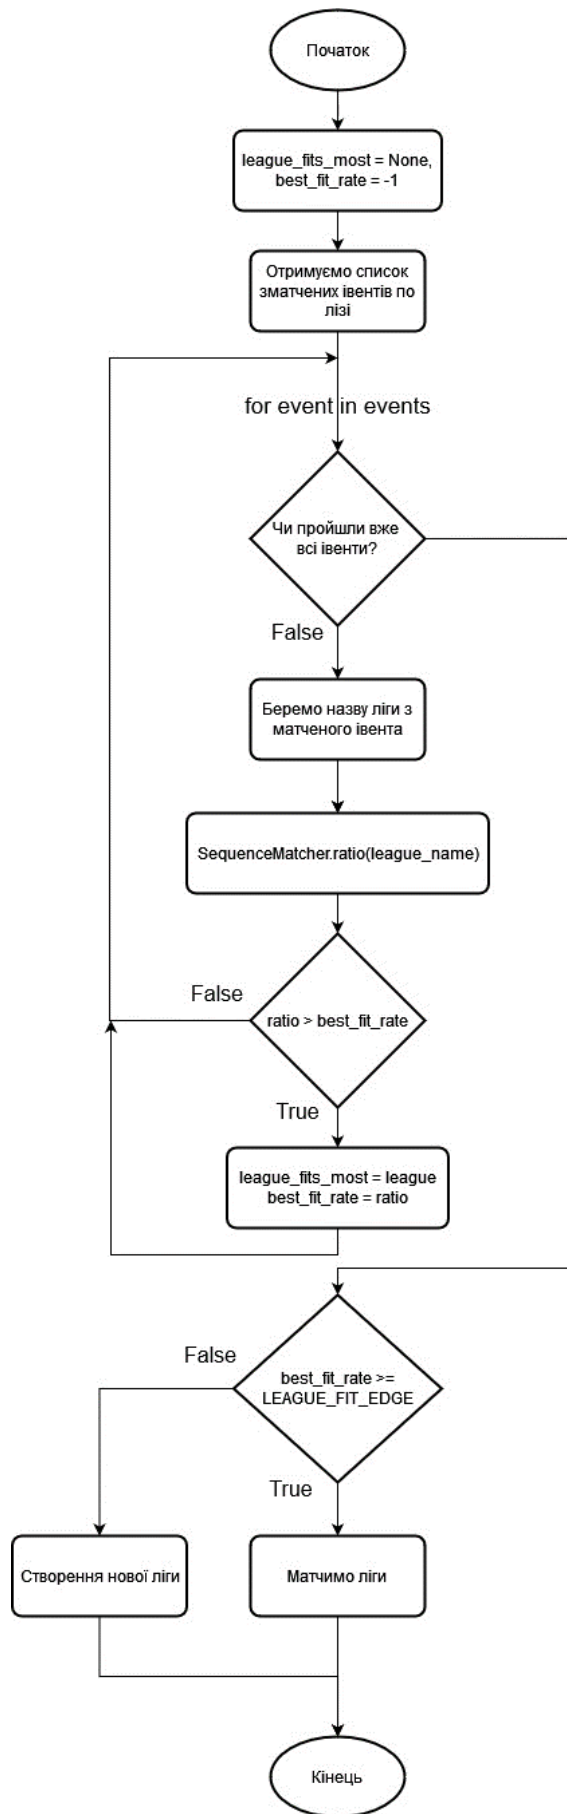 Початок
league_fits_most = None,
best_fit_rate = -1
Отримуємо список
зматчених івентів по
лізі
for event in events
Чи пройшли вже
всі івенти?
False
Беремо назву ліги з
матченого івента
SequenceMatcher.ratio(league_name)
False
ratio > best_fit_rate
True
league_fits_most = league
best_fit_rate = ratio
False
best_fit_rate >=
LEAGUE_FIT_EDGE
True
Створення нової ліги
Матчимо ліги
Кінець